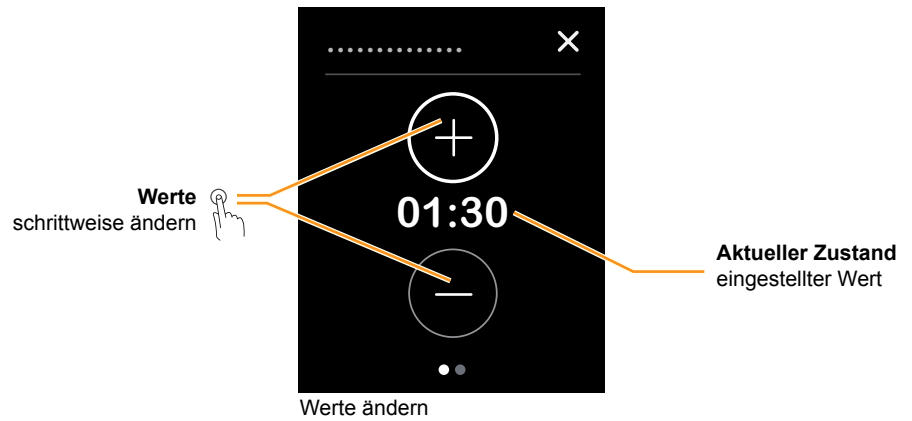 Werte
schrittweise ändern
01:30
Aktueller Zustand
eingestellter Wert
Werte ändern